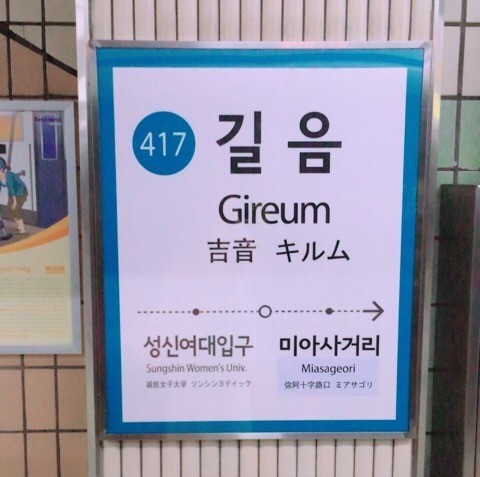 417
길음
Gireum
吉音 キルム
성신여대입구 미아사거리
Sungshin Women's Univ. Miasageori
誠信女子大学 ソンシンヨデイック 弥阿十字路口 ミアサゴリ